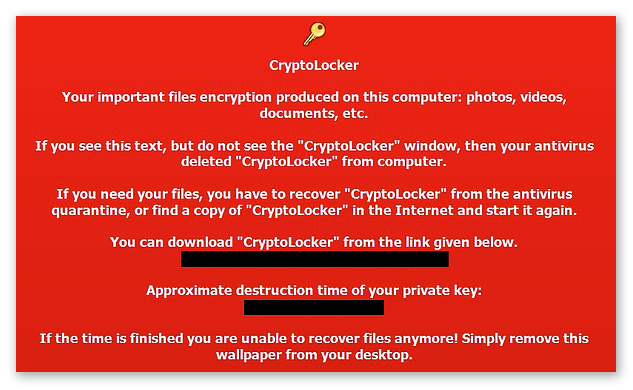 CryptoLocker
Your important files encryption produced on this computer: photos, videos,
documents, etc.
If you see this text, but do not see the "CryptoLocker" window, then your antivirus
deleted "CryptoLocker" from computer.
If you need your files, you have to recover "CryptoLocker" from the antivirus
quarantine, or find a copy of "CryptoLocker" in the Internet and start it again.
You can download "CryptoLocker" from the link given below.
Approximate destruction time of your private key:
If the time is finished you are unable to recover files anymore! Simply remove this
wallpaper from your desktop.